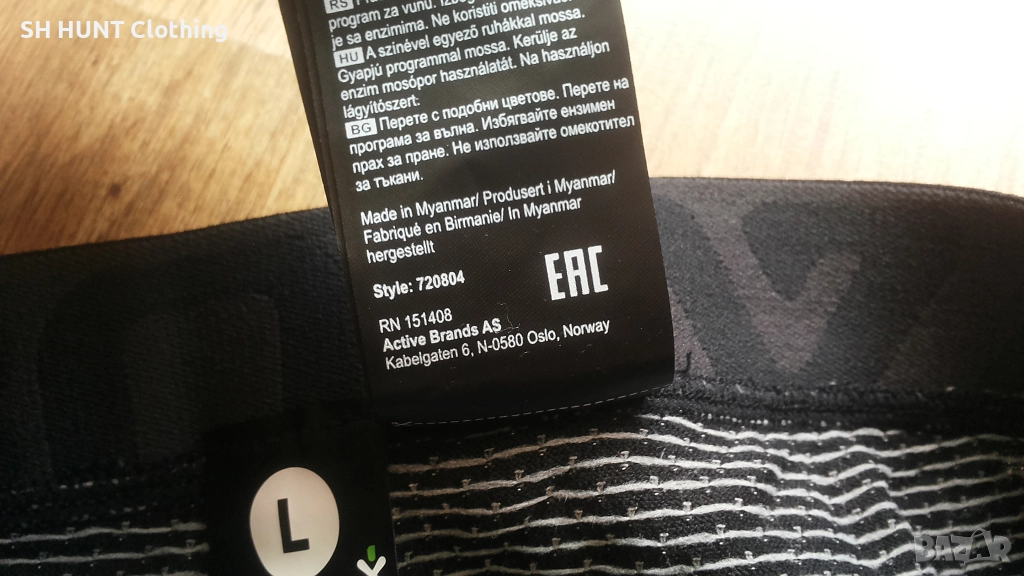 SH HUNT Clothing
RS
program za vunu.
je sa enzimima. Ne koristiti omekšivač
HU A színével egyező ruhákkal mossa.
Gyapjú programmal mossa. Kerülje az
enzim mosópor használatát. Na használjon
lágyítószert.
BG Перете с подобни цветове. Перете на
програма за вълна. Избягвайте ензимен
прах за пране. Не използвайте омекотител
за тъкани.
Made in Myanmar/ Produsert i Myanmar/
Fabriqué en Birmanie/ In Myanmar
hergestellt
Style: 720804
EAC
RN 151408
Active Brands AS
Kabelgaten 6, N-0580 Oslo, Norway
L
BAZAR